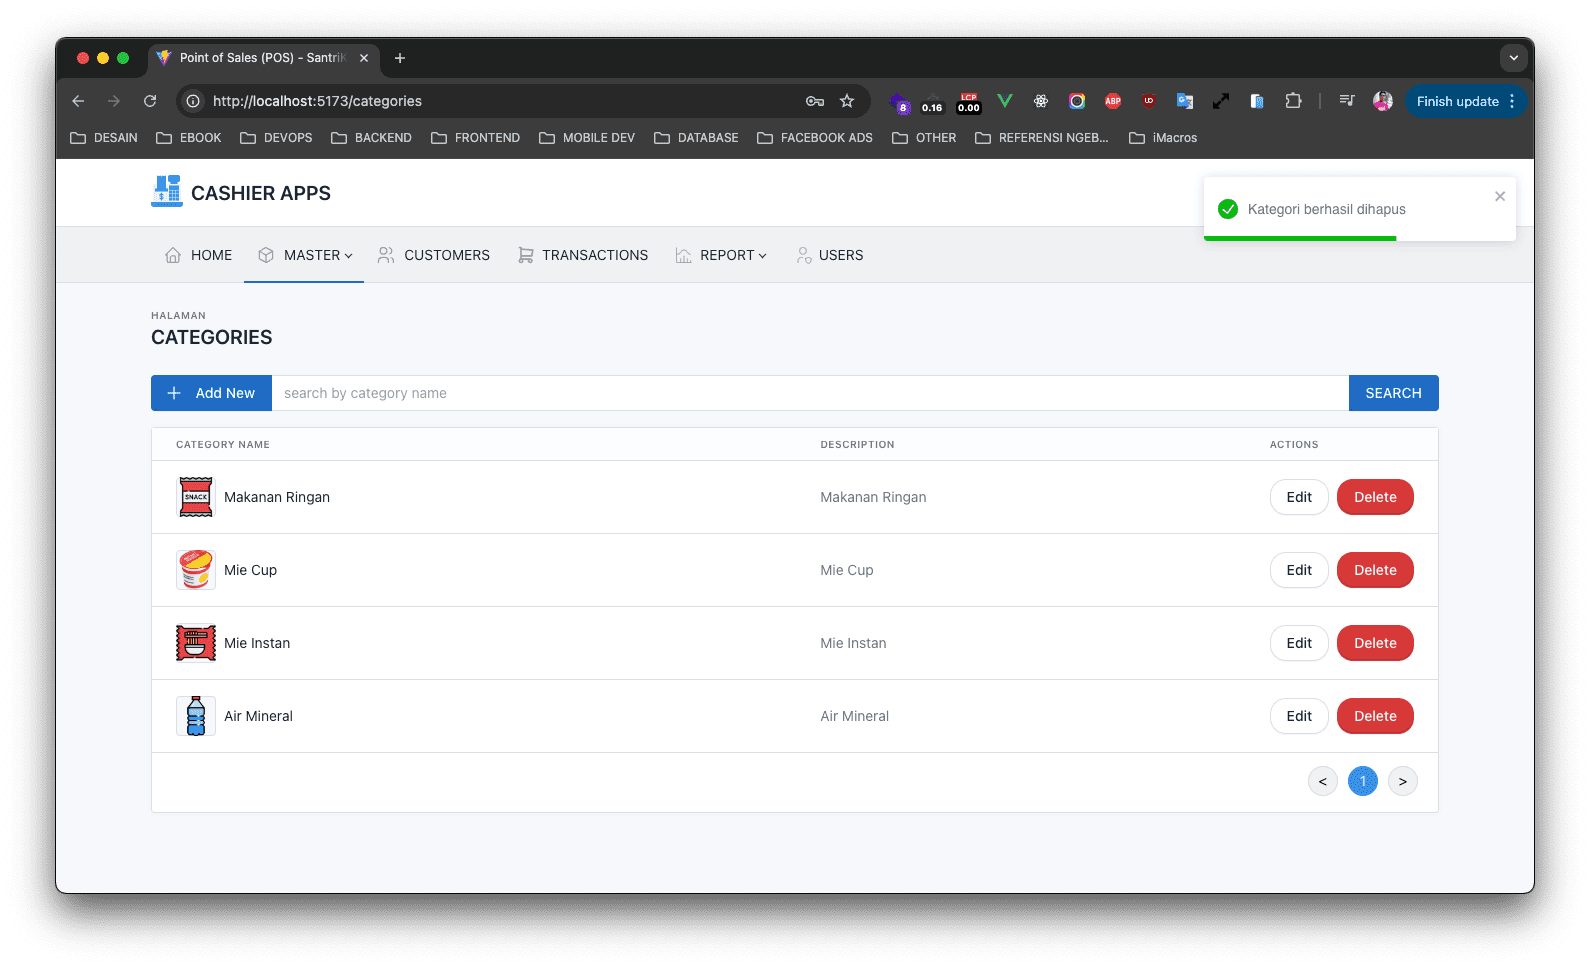 Point of Sales (POS) - SantriK
http://localhost:5173/categories
8
0.16
LCP
0.00
ABP
Finish update
DESAIN
EBOOK
DEVOPS
BACKEND
FRONTEND
MOBILE DEV
DATABASE
FACEBOOK ADS
OTHER
REFERENSI NGEB...
iMacros
CASHIER APPS
Kategori berhasil dihapus
HOME
MASTER
CUSTOMERS
TRANSACTIONS
REPORT
USERS
HALAMAN
CATEGORIES
+ Add New
search by category name
SEARCH
CATEGORY NAME
DESCRIPTION
ACTIONS
SNACK
Makanan Ringan
Makanan Ringan
Edit
Delete
Mie Cup
Mie Cup
Edit
Delete
Mie Instan
Mie Instan
Edit
Delete
Air Mineral
Air Mineral
Edit
Delete
<
1
>